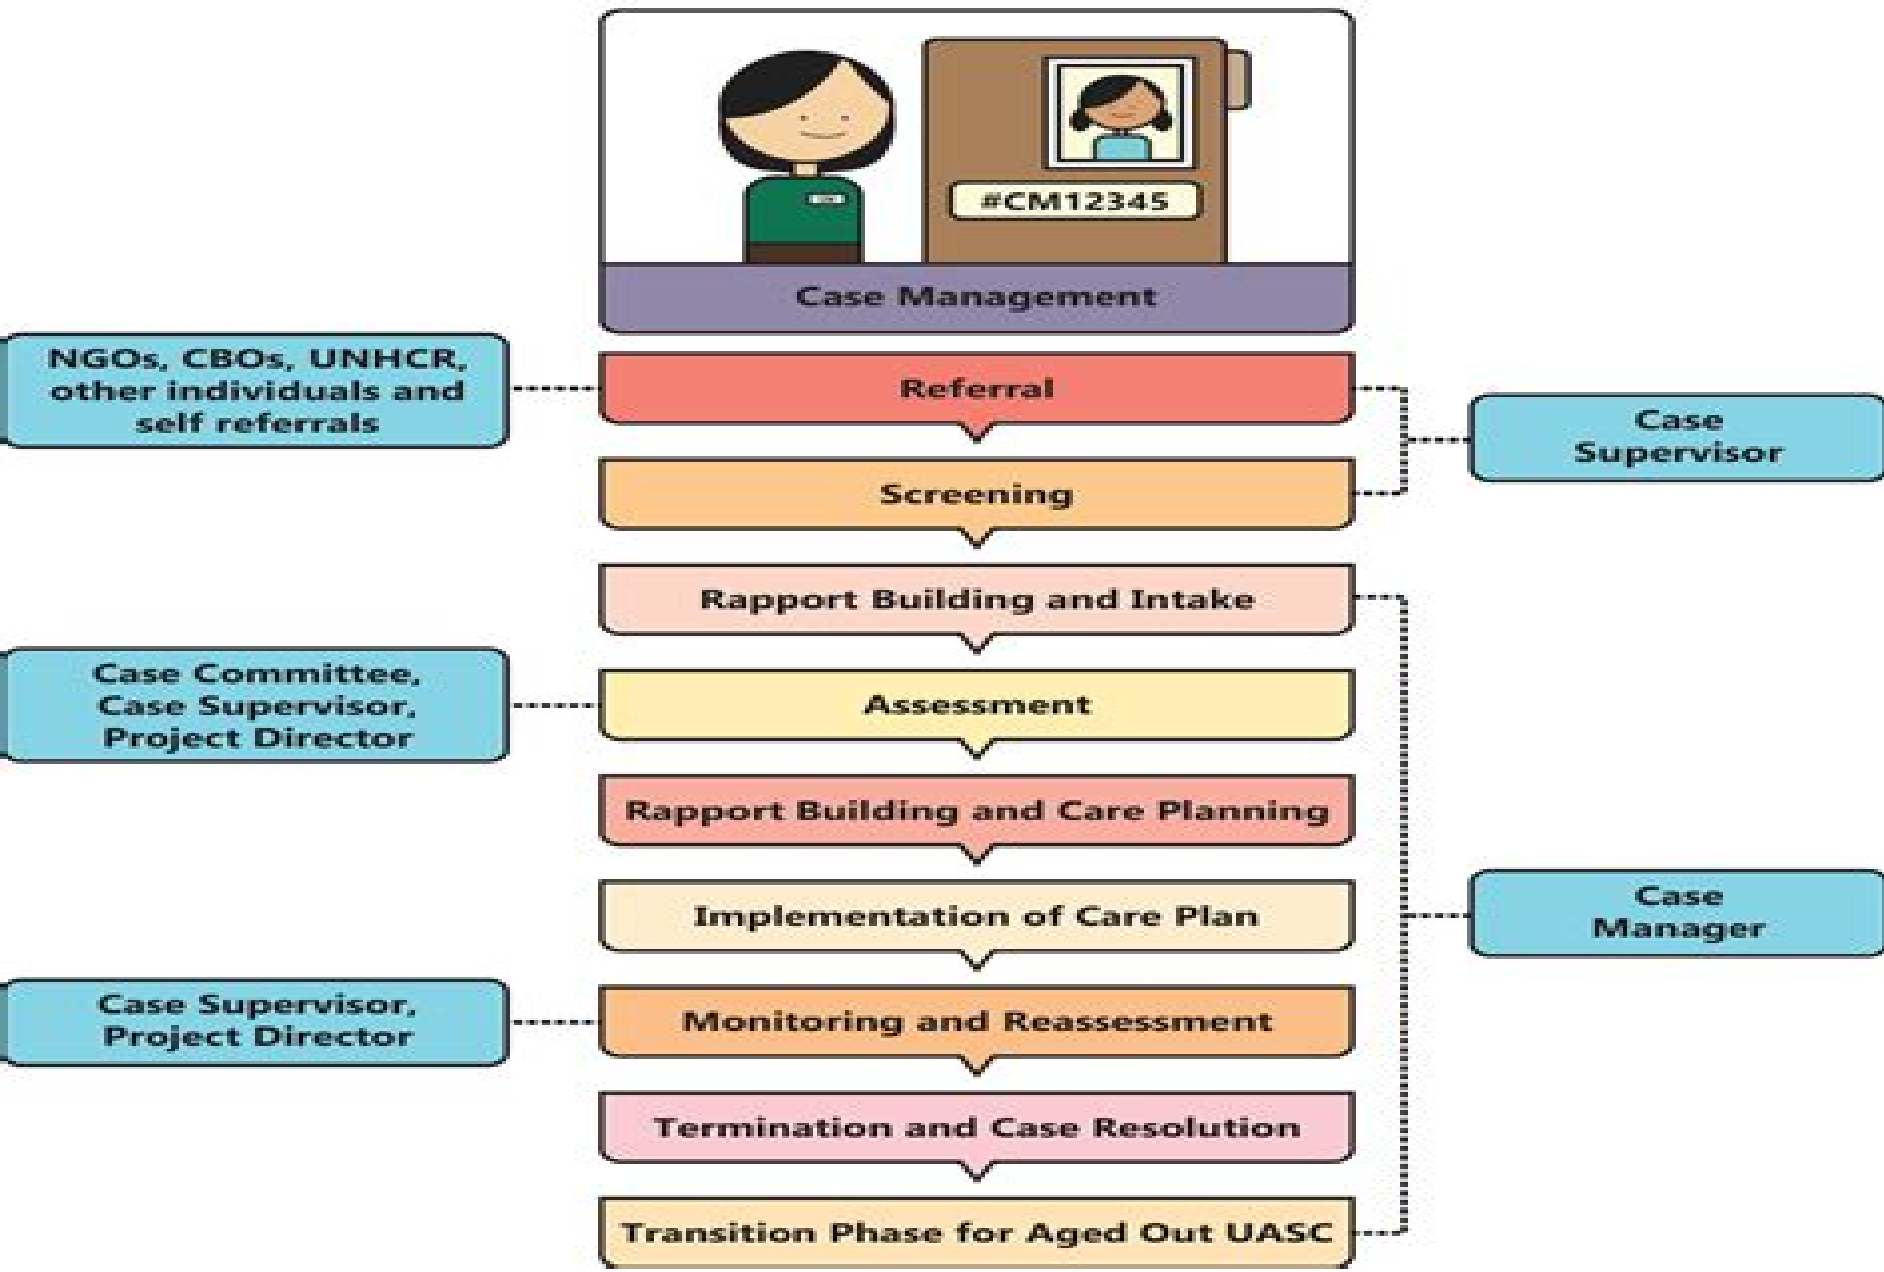 #CM12345
Case Management
NGOs, CBOs, UNHCR,
other individuals and
self referrals
Referral
Case
Supervisor
Screening
Rapport Building and Intake
Case Committee,
Case Supervisor,
Project Director
Assessment
Rapport Building and Care Planning
Implementation of Care Plan
Case
Manager
Case Supervisor,
Project Director
Monitoring and Reassessment
Termination and Case Resolution
Transition Phase for Aged Out UASC